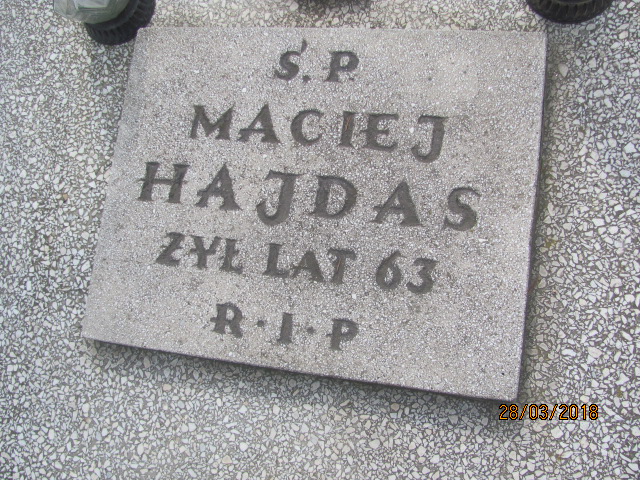 Ś.P.
MACIEJ
HAJDAS
ŻYŁ LAT 63
R·I·P
28/03/2018